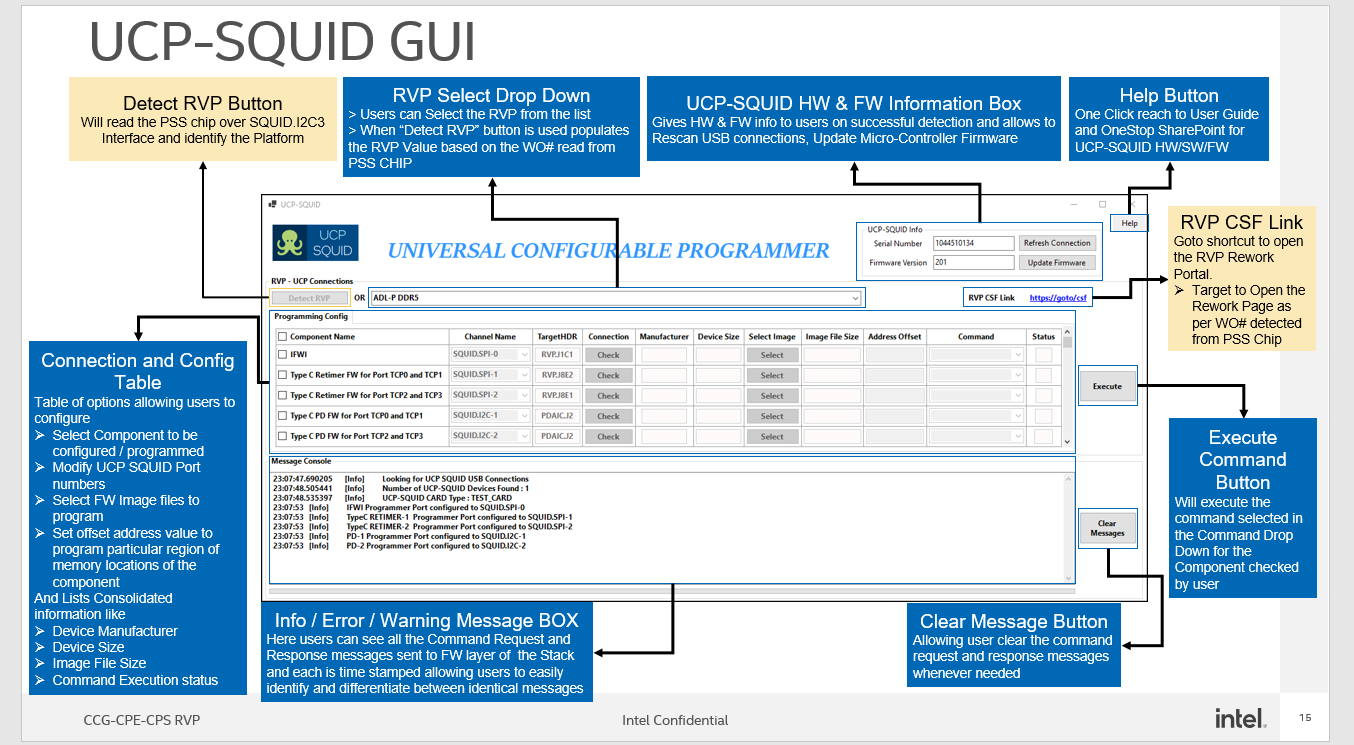 UCP-SQUID GUI
Detect RVP Button
Will read the PSS chip over SQUID.I2C3
Interface and identify the Platform
RVP Select Drop Down
> Users can Select the RVP from the list
> When “Detect RVP” button is used populates
the RVP Value based on the WO# read from
PSS CHIP
UCP-SQUID HW & FW Information Box
Gives HW & FW info to users on successful detection and allows to
Rescan USB connections, Update Micro-Controller Firmware
Help Button
One Click reach to User Guide
and OneStop SharePoint for
UCP-SQUID HW/SW/FW
UCP-SQUID
UCP
SQUID
UNIVERSAL CONFIGURABLE PROGRAMMER
UCP-SQUID Info
Serial Number 1044510134 Refresh Connection
Firmware Version 201 Update Firmware
Help
RVP CSF Link
Goto shortcut to open
the RVP Rework
Portal.
➢ Target to Open the
Rework Page as
per WO# detected
from PSS Chip
RVP - UCP Connections
Detect RVP OR ADL-P DDR5 RVP CSF Link https://goto/csf
Programming Config
Component Name Channel Name TargetHDR Connection Manufacturer Device Size Select Image Image File Size Address Offset Command Status
IFWI SQUID.SPI-0 RVP.J1C1 Check Select
Type C Retimer FW for Port TCP0 and TCP1 SQUID.SPI-1 RVP.J8E2 Check Select
Type C Retimer FW for Port TCP2 and TCP3 SQUID.SPI-2 RVP.J8E1 Check Select
Type C PD FW for Port TCP0 and TCP1 SQUID.I2C-1 PDAIC.J2 Check Select
Type C PD FW for Port TCP2 and TCP3 SQUID.I2C-2 PDAIC.J2 Check Select
Execute
Message Console
23:07:47.690205 [Info] Looking for UCP SQUID USB Connections
23:07:48.505441 [Info] Number of UCP-SQUID Devices Found : 1
23:07:48.535397 [Info] UCP-SQUID CARD Type : TEST_CARD
23:07:53 [Info] IFWI Programmer Port configured to SQUID.SPI-0
23:07:53 [Info] TypeC RETIMER-1 Programmer Port configured to SQUID.SPI-1
23:07:53 [Info] TypeC RETIMER-2 Programmer Port configured to SQUID.SPI-2
23:07:53 [Info] PD-1 Programmer Port configured to SQUID.I2C-1
23:07:53 [Info] PD-2 Programmer Port configured to SQUID.I2C-2
Clear
Messages
Connection and Config
Table
Table of options allowing users to
configure
➢ Select Component to be
configured / programmed
➢ Modify UCP SQUID Port
numbers
➢ Select FW Image files to
program
➢ Set offset address value to
program particular region of
memory locations of the
component
And Lists Consolidated
information like
➢ Device Manufacturer
➢ Device Size
➢ Image File Size
➢ Command Execution status
Execute
Command
Button
Will execute the
command selected in
the Command Drop
Down for the
Component checked
by user
Info / Error / Warning Message BOX
Here users can see all the Command Request and
Response messages sent to FW layer of the Stack
and each is time stamped allowing users to easily
identify and differentiate between identical messages
Clear Message Button
Allowing user clear the command
request and response messages
whenever needed
CCG-CPE-CPS RVP
Intel Confidential
intel.
15